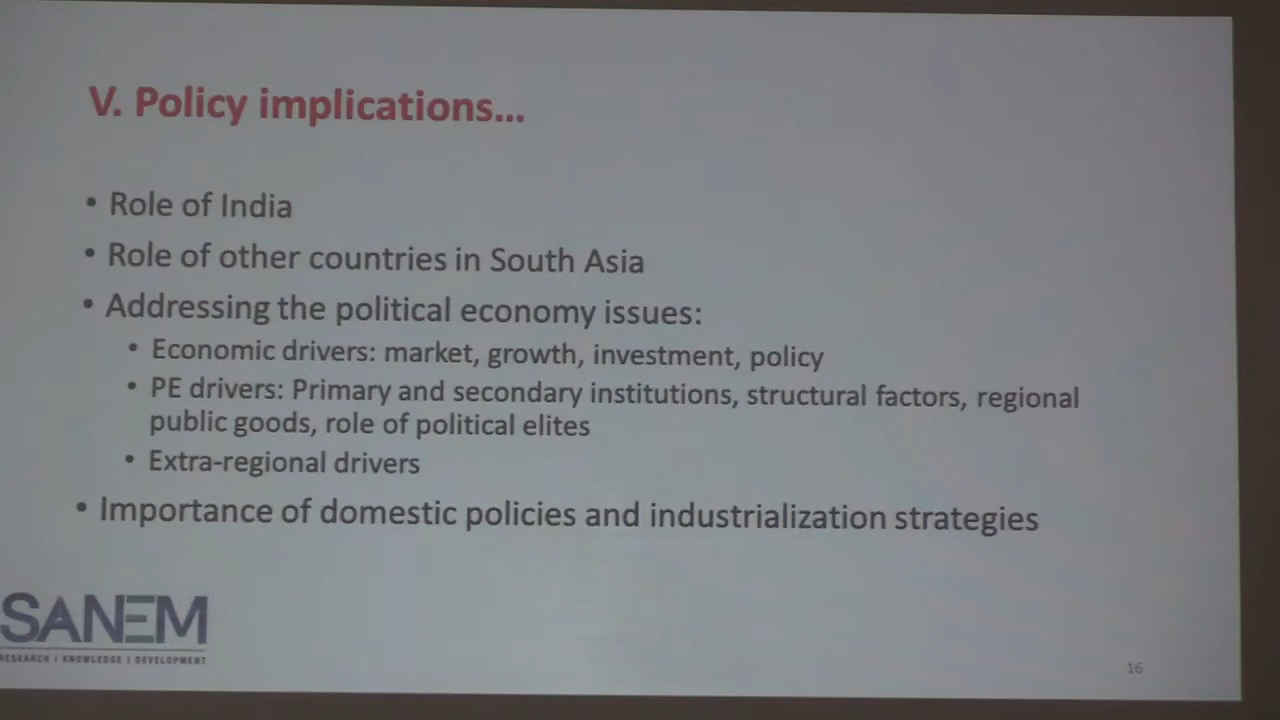 V. Policy implications...
• Role of India
• Role of other countries in South Asia
• Addressing the political economy issues:
• Economic drivers: market, growth, investment, policy
• PE drivers: Primary and secondary institutions, structural factors, regional
public goods, role of political elites
• Extra-regional drivers
• Importance of domestic policies and industrialization strategies
SANEM
RESEARCH | KNOWLEDGE | DEVELOPMENT
16